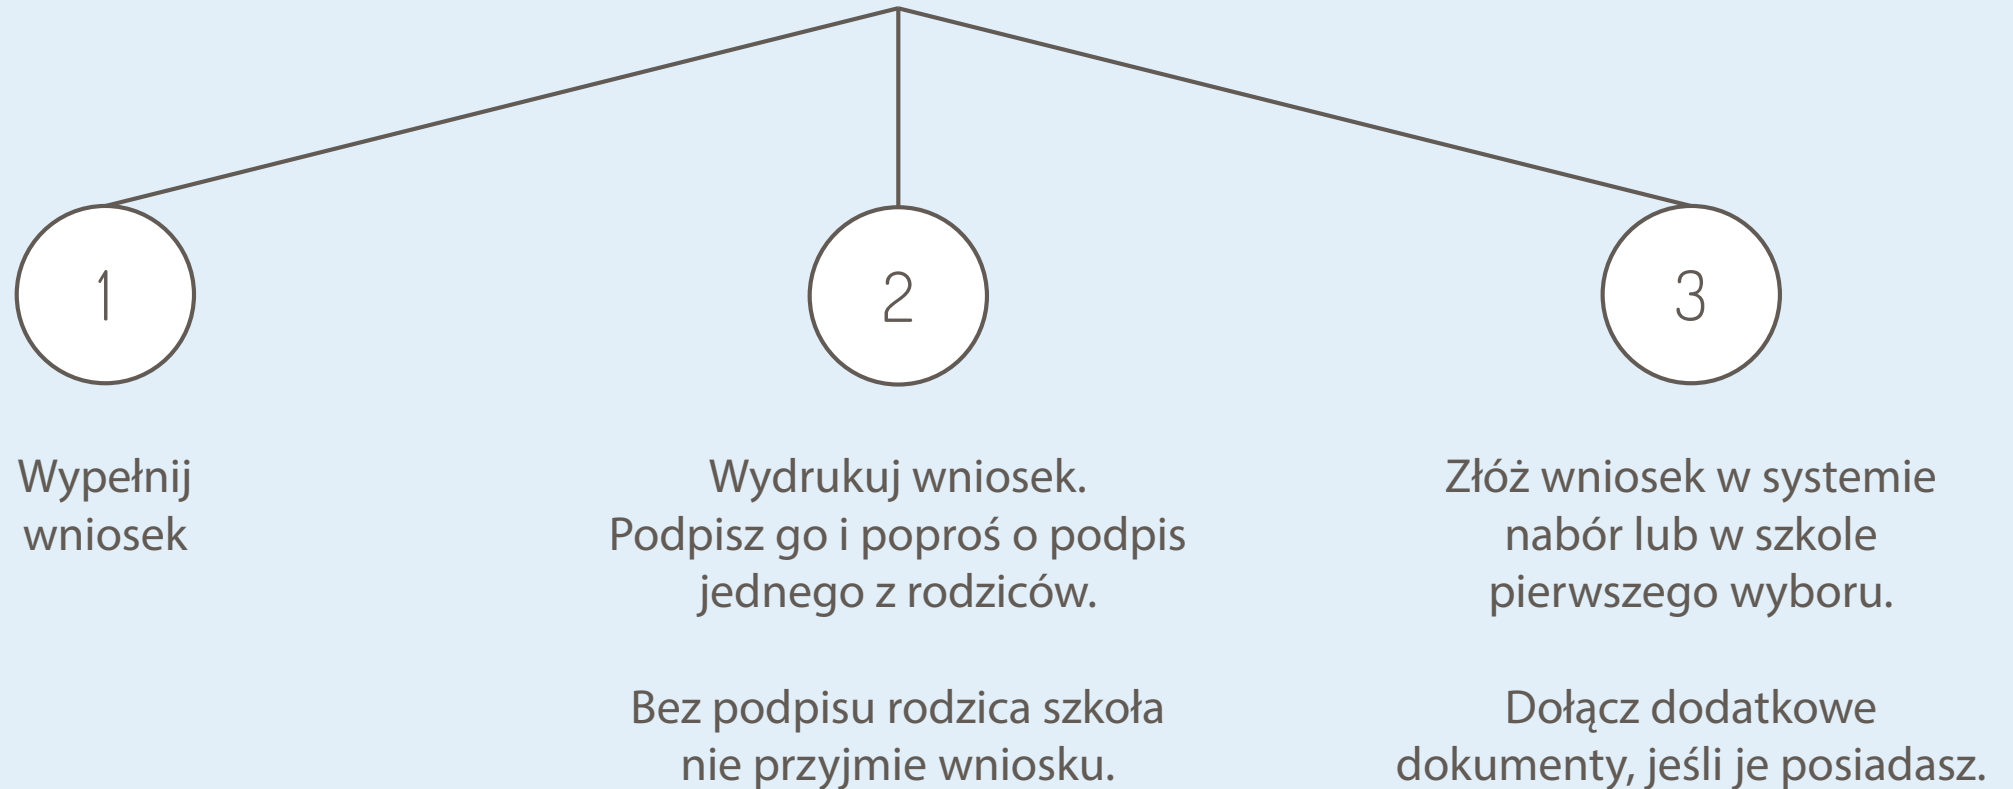 1
Wypełnij
wniosek
2
Wydrukuj wniosek.
Podpisz go i poproś o podpis
jednego z rodziców.
Bez podpisu rodzica szkoła
nie przyjmie wniosku.
3
Złóż wniosek w systemie
nabór lub w szkole
pierwszego wyboru.
Dołącz dodatkowe
dokumenty, jeśli je posiadasz.